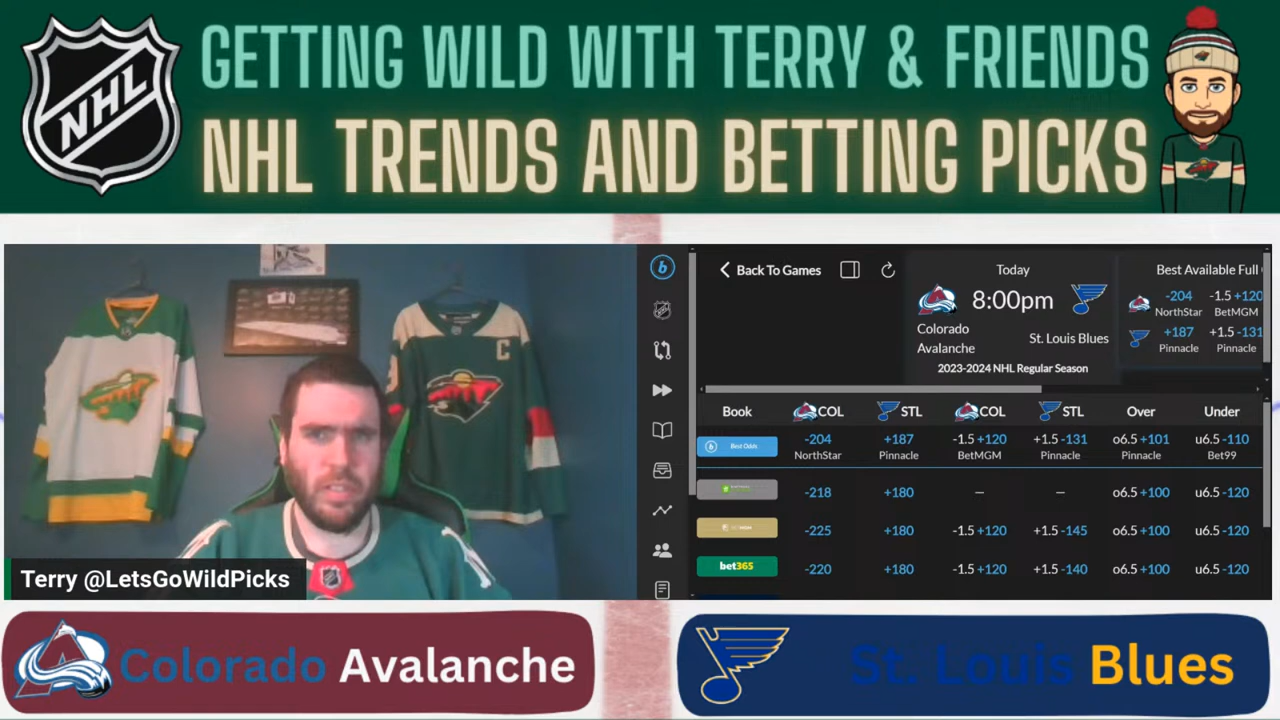 NHL
GETTING WILD WITH TERRY & FRIENDS
NHL TRENDS AND BETTING PICKS
C
Terry @LetsGoWildPicks
b
Back To Games
Today
8:00pm
Colorado Avalanche
St. Louis Blues
2023-2024 NHL Regular Season
Best Available Full
-204 -1.5 +120
NorthStar BetMGM
+187 +1.5 -131
Pinnacle Pinnacle
Book COL STL COL STL Over Under
b Best Odds -204 +187 -1.5 +120 +1.5 -131 o6.5 +101 u6.5 -110
NorthStar Pinnacle BetMGM Pinnacle Pinnacle Bet99
-218 +180 — — o6.5 +100 u6.5 -120
-225 +180 -1.5 +120 +1.5 -145 o6.5 +100 u6.5 -120
bet365 -220 +180 -1.5 +120 +1.5 -140 o6.5 +100 u6.5 -120
Colorado Avalanche
St. Louis Blues